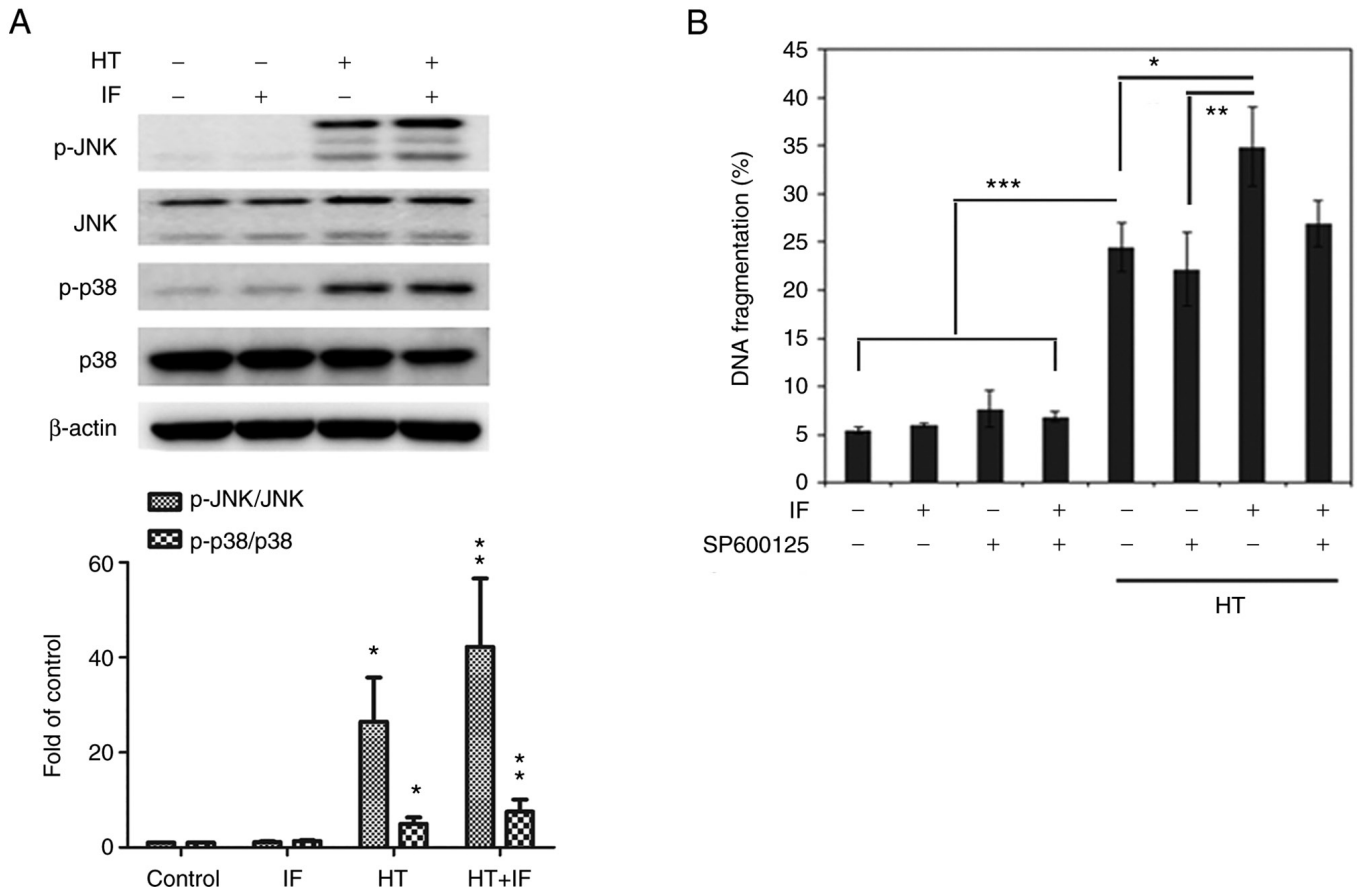 A
HT – – + +
IF – + – +
p-JNK
JNK
p-p38
p38
β-actin
p-JNK/JNK
p-p38/p38
Fold of control
60
40
20
0
*
*
*
*
*
*
Control IF HT HT+IF
B
DNA fragmentation (%)
45
40
35
30
25
20
15
10
5
0
*
**
***
IF – + – + – – + +
SP600125 – – + + – + – +
HT